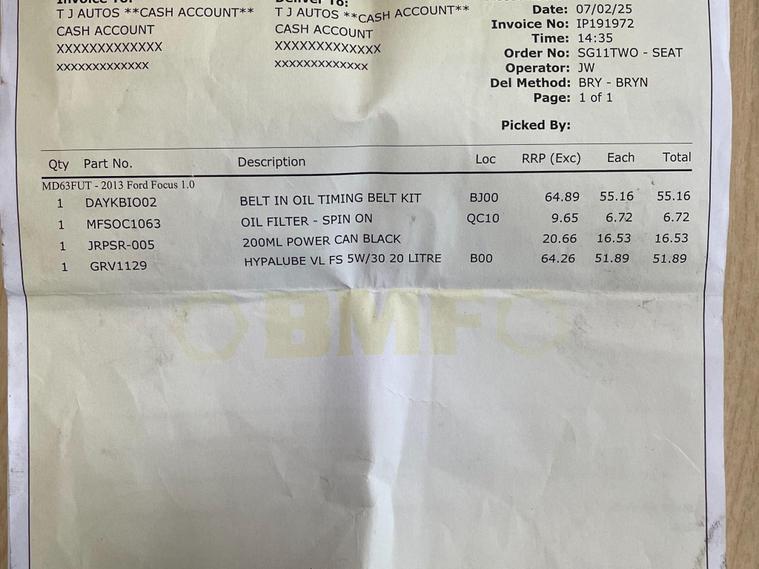 Invoice To:
T J AUTOS **CASH ACCOUNT**
CASH ACCOUNT
XXXXXXXXXXXXX
XXXXXXXXXXXXX
Deliver To:
T J AUTOS **CASH ACCOUNT**
CASH ACCOUNT
XXXXXXXXXXXXX
XXXXXXXXXXXXX
Date: 07/02/25
Invoice No: IP191972
Time: 14:35
Order No: SG11TWO - SEAT
Operator: JW
Del Method: BRY - BRYN
Page: 1 of 1
Picked By:
Qty Part No. Description Loc RRP (Exc) Each Total
MD63FUT - 2013 Ford Focus 1.0
1 DAYKBIO02 BELT IN OIL TIMING BELT KIT BJ00 64.89 55.16 55.16
1 MFSOC1063 OIL FILTER - SPIN ON QC10 9.65 6.72 6.72
1 JRPSR-005 200ML POWER CAN BLACK 20.66 16.53 16.53
1 GRV1129 HYPALUBE VL FS 5W/30 20 LITRE B00 64.26 51.89 51.89
BMF